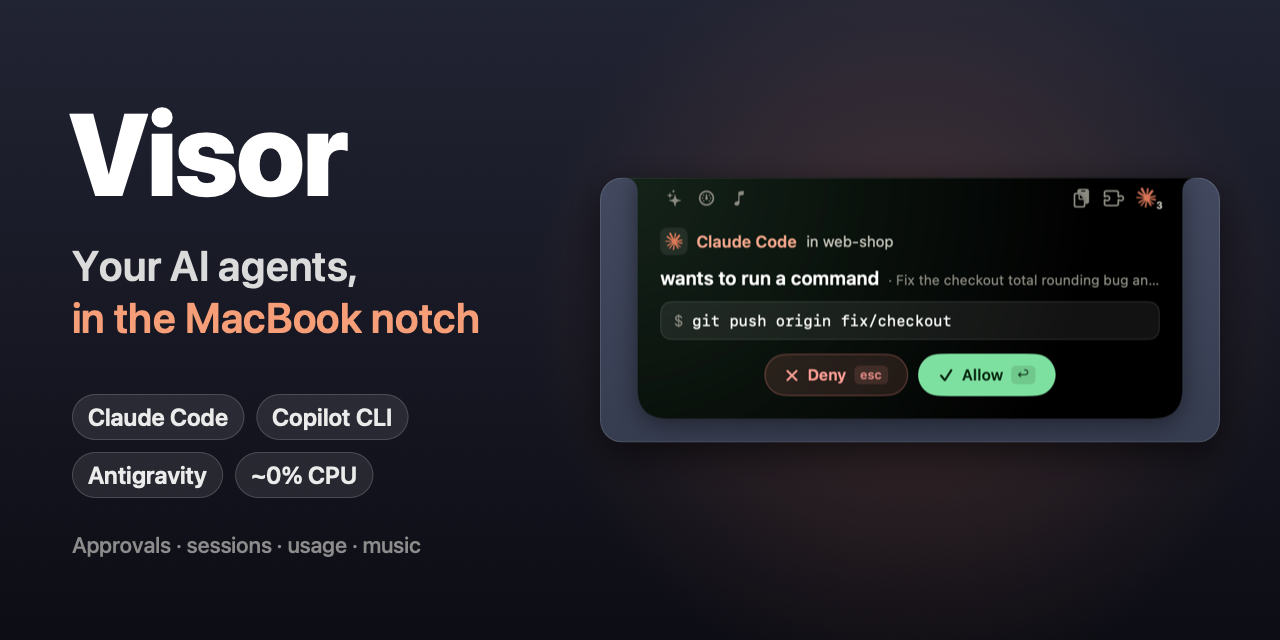 Visor
Your AI agents,
in the MacBook notch
Claude Code
Copilot CLI
Antigravity
~0% CPU
Approvals · sessions · usage · music
3
Claude Code in web-shop
wants to run a command · Fix the checkout total rounding bug an...
$ git push origin fix/checkout
Deny esc
Allow